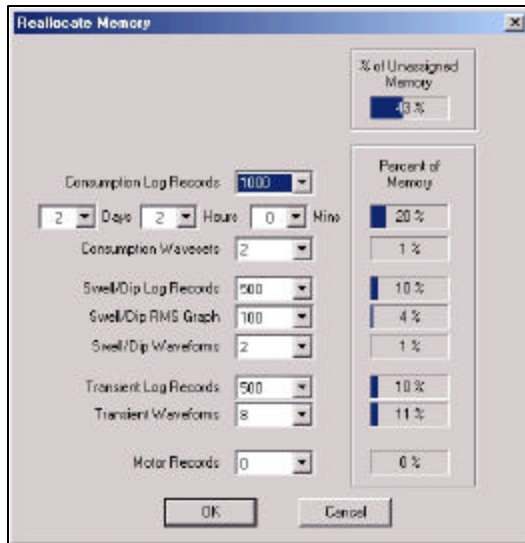 Reallocate Memory
% of Unassigned
Memory
43 %
Percent of
Memory
Consumption Log Records 1000
2 Days 2 Hours 0 Mins 20 %
Consumption Wavesets 2 1 %
Swell/Dip Log Records 500 10 %
Swell/Dip RMS Graph 100 4 %
Swell/Dip Waveforms 2 1 %
Transient Log Records 500 10 %
Transient Waveforms 8 11 %
Motor Records 0 0 %
OK Cancel